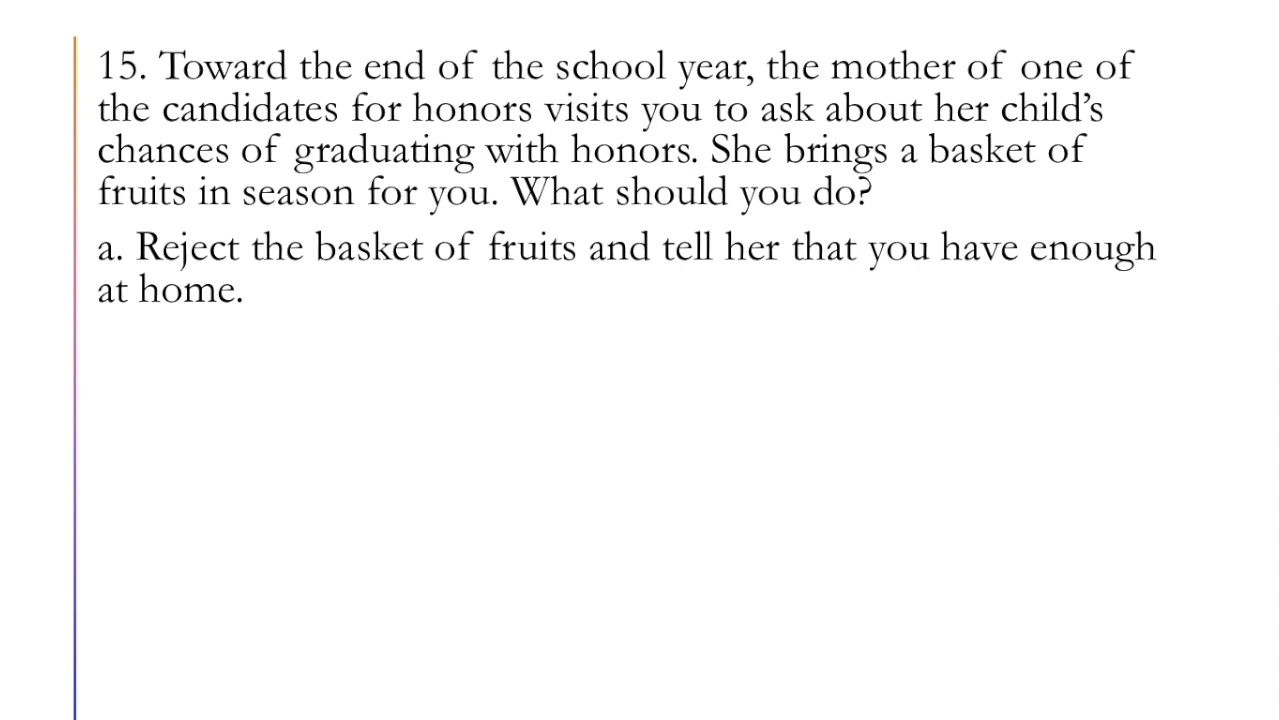 15. Toward the end of the school year, the mother of one of
the candidates for honors visits you to ask about her child’s
chances of graduating with honors. She brings a basket of
fruits in season for you. What should you do?
a. Reject the basket of fruits and tell her that you have enough
at home.